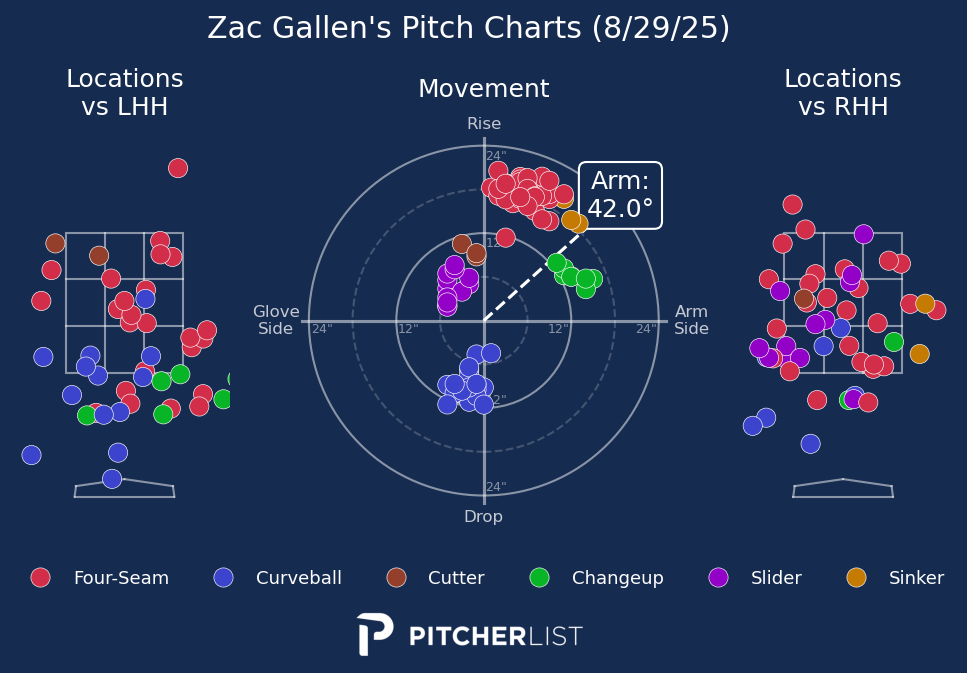 Zac Gallen's Pitch Charts (8/29/25)
Locations
vs LHH
Movement
Locations
vs RHH
Rise
24"
Arm:
42.0°
12"
Glove
Side
24"
12"
12"
24"
Arm
Side
2"
24"
Drop
Four-Seam
Curveball
Cutter
Changeup
Slider
Sinker
PITCHERLIST